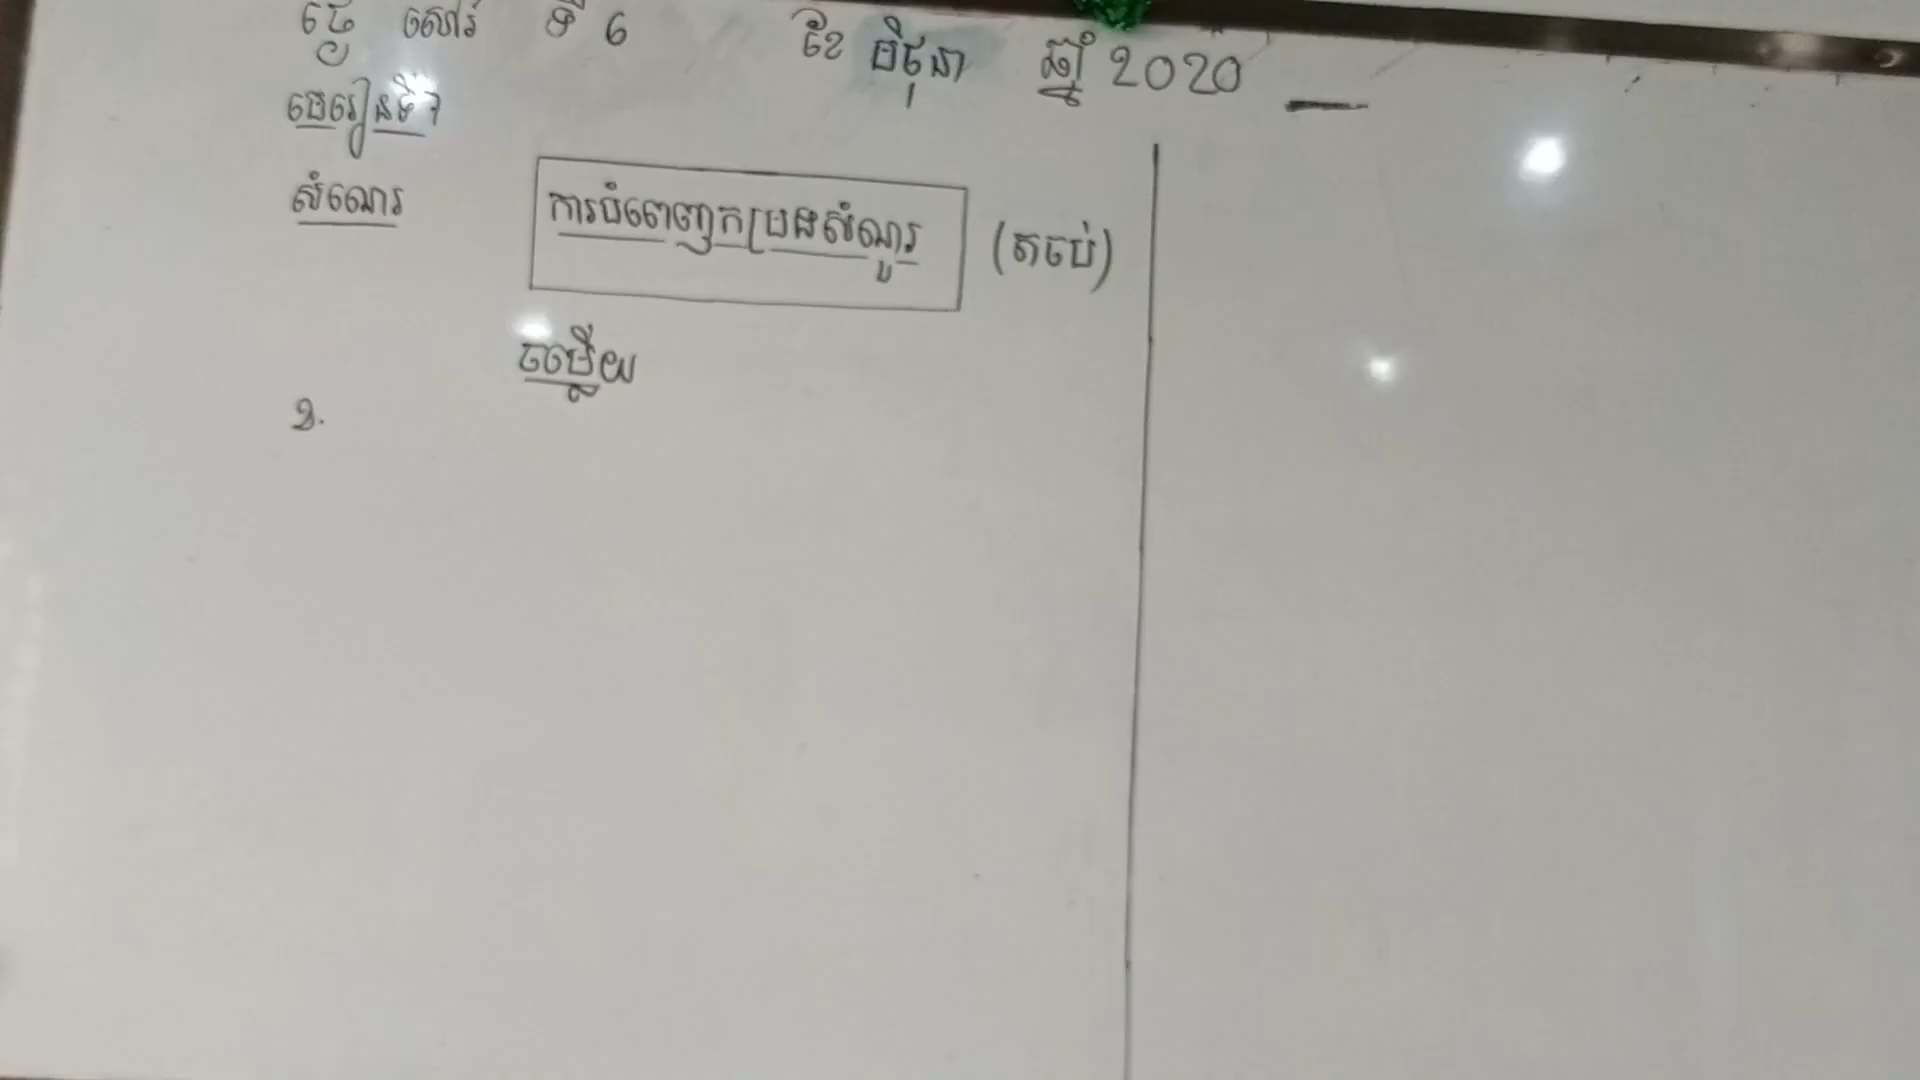 ថ្ងៃ សៅរ៍ ទី 6 ខែ មិថុនា ឆ្នាំ 2020
មេរៀនទី7
សំណេរ
ការបំពេញកម្រងសំណួរ (តចប់)
ចម្លើយ
១.